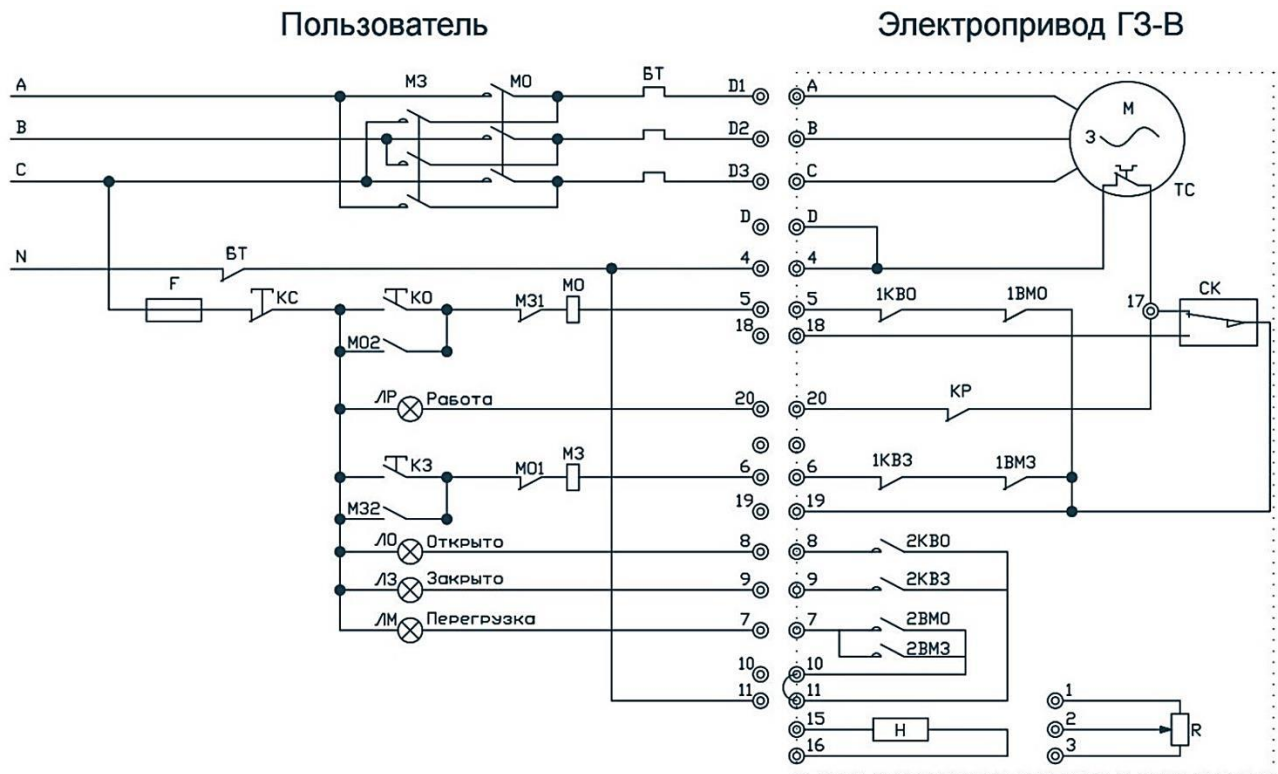 Пользователь
Электропривод ГЗ-В
A МЗ МО БТ D1 A
B D2 B
C D3 C
М
3
ТС
D D
N БТ 4 4
F КС КО МЗ1 МО 5 5 1КВО 1ВМО 17 СК
МО2 18 18
ЛР Работа 20 20 КР
КЗ МО1 МЗ 6 6 1КВЗ 1ВМЗ
МЗ2 19 19
ЛО Открыто 8 8 2КВО
ЛЗ Закрыто 9 9 2КВЗ
ЛМ Перегрузка 7 7 2ВМО
2ВМЗ
10 10
11 11 1
15 Н 2 R
16 3